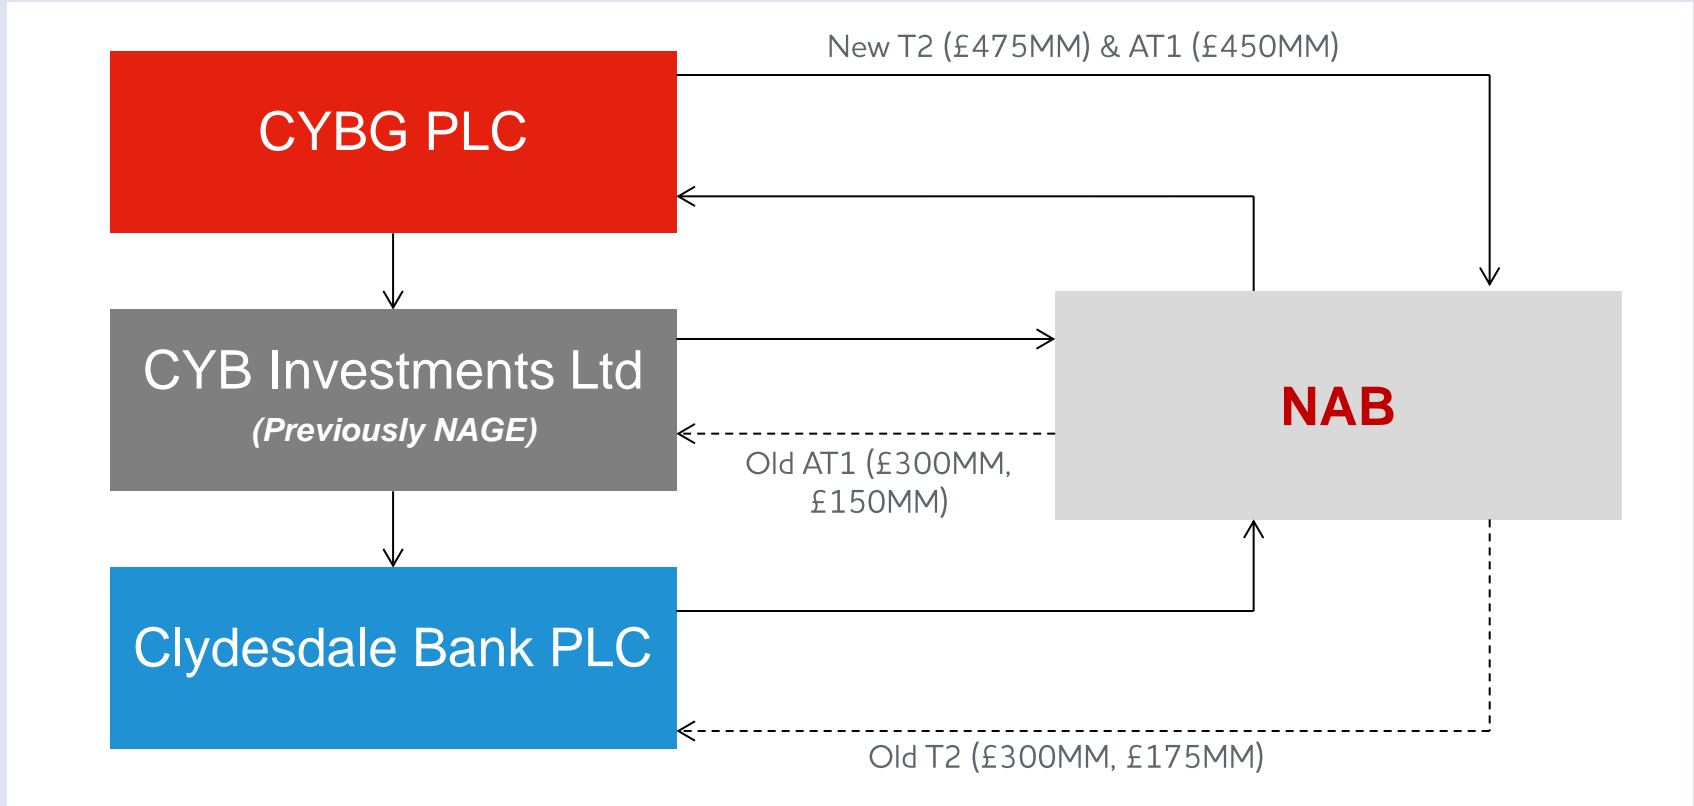 New T2 (£475MM) & AT1 (£450MM)
CYBG PLC
CYB Investments Ltd
(Previously NAGE)
NAB
Old AT1 (£300MM,
£150MM)
Clydesdale Bank PLC
Old T2 (£300MM, £175MM)